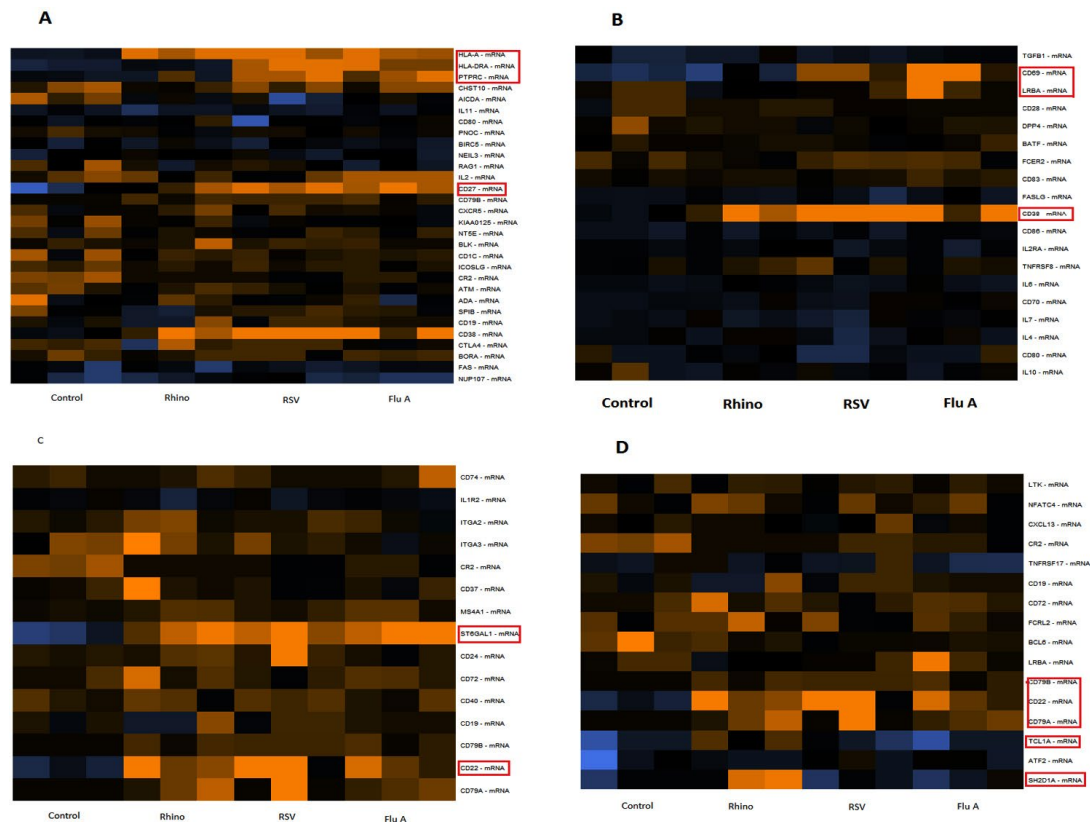 A
HLA-A - mRNA
HLA-DRA - mRNA
PTPRC - mRNA
CHST10 - mRNA
AICDA - mRNA
IL11 - mRNA
CD80 - mRNA
PNOC - mRNA
BIRC5 - mRNA
NEIL3 - mRNA
RAG1 - mRNA
IL2 - mRNA
CD27 - mRNA
CD79B - mRNA
CXCR5 - mRNA
KIAA0125 - mRNA
NT5E - mRNA
BLK - mRNA
CD1C - mRNA
ICOSLG - mRNA
CR2 - mRNA
ATM - mRNA
ADA - mRNA
SPIB - mRNA
CD19 - mRNA
CD38 - mRNA
CTLA4 - mRNA
BORA - mRNA
FAS - mRNA
NUP107 - mRNA
Control Rhino RSV Flu A
B
TGFB1 - mRNA
CD69 - mRNA
LRBA - mRNA
CD28 - mRNA
DPP4 - mRNA
BATF - mRNA
FCER2 - mRNA
CD83 - mRNA
FASLG - mRNA
CD38 - mRNA
CD86 - mRNA
IL2RA - mRNA
TNFRSF8 - mRNA
IL6 - mRNA
CD70 - mRNA
IL7 - mRNA
IL4 - mRNA
CD80 - mRNA
IL10 - mRNA
Control Rhino RSV Flu A
C
CD74 - mRNA
IL1R2 - mRNA
ITGA2 - mRNA
ITGA3 - mRNA
CR2 - mRNA
CD37 - mRNA
MS4A1 - mRNA
ST6GAL1 - mRNA
CD24 - mRNA
CD72 - mRNA
CD40 - mRNA
CD19 - mRNA
CD79B - mRNA
CD22 - mRNA
CD79A - mRNA
Control Rhino RSV Flu A
D
LTK - mRNA
NFATC4 - mRNA
CXCL13 - mRNA
CR2 - mRNA
TNFRSF17 - mRNA
CD19 - mRNA
CD72 - mRNA
FCRL2 - mRNA
BCL6 - mRNA
LRBA - mRNA
CD79B - mRNA
CD22 - mRNA
CD79A - mRNA
TCL1A - mRNA
ATF2 - mRNA
SH2D1A - mRNA
Control Rhino RSV Flu A